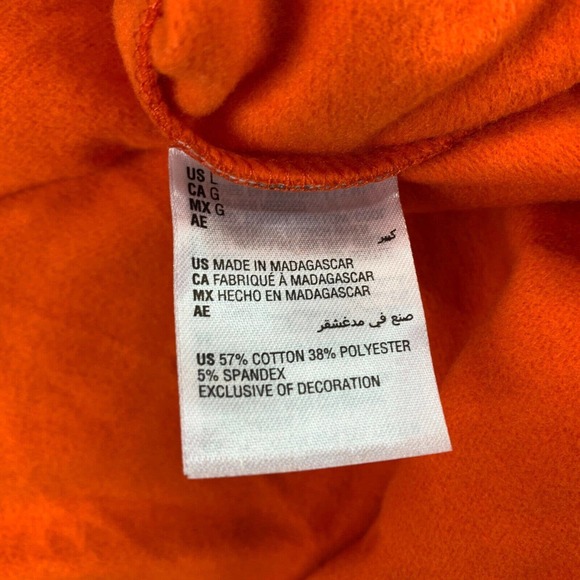 US L
CA G
MX G
AE
كبير
US MADE IN MADAGASCAR
CA FABRIQUÉ À MADAGASCAR
MX HECHO EN MADAGASCAR
AE
صنع في مدغشقر
US 57% COTTON 38% POLYESTER
5% SPANDEX
EXCLUSIVE OF DECORATION